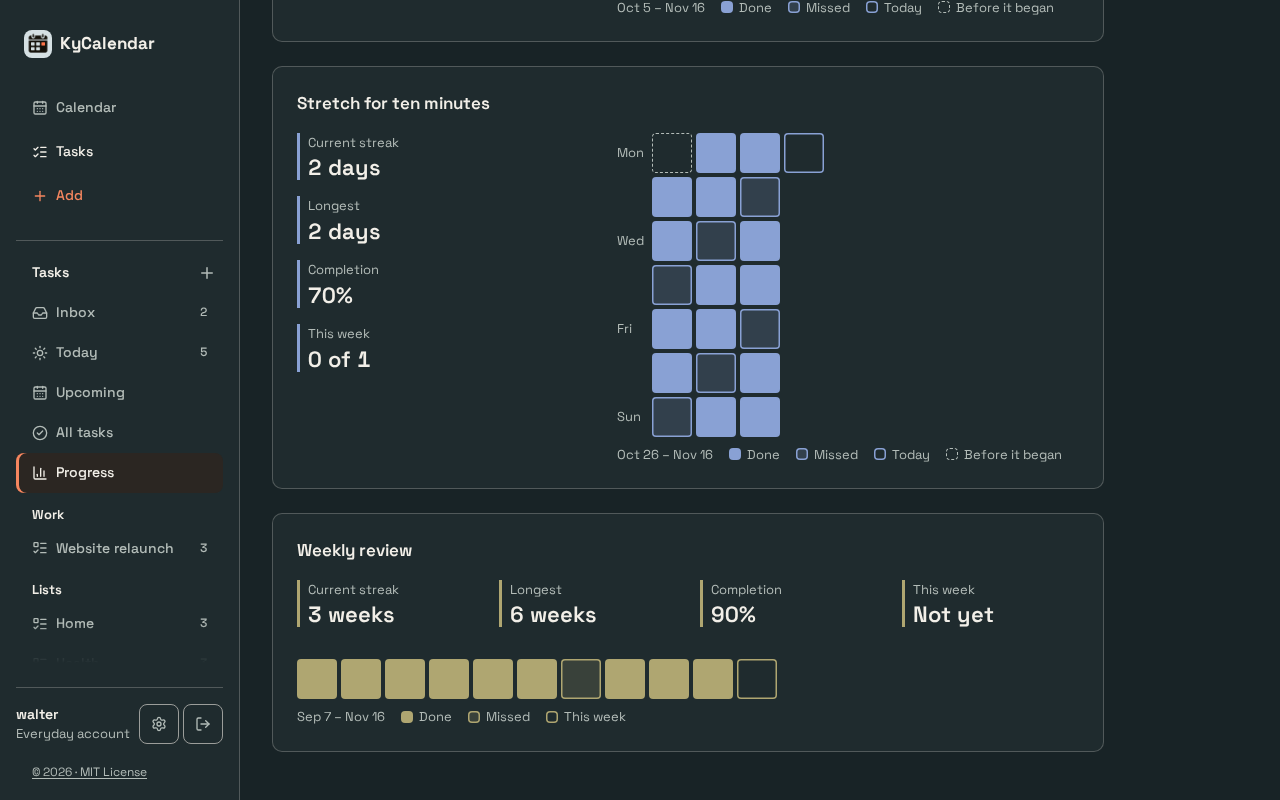 KyCalendar
Calendar
Tasks
Add
Tasks
Inbox 2
Today 5
Upcoming
All tasks
Progress
Work
Website relaunch 3
Lists
Home 3
walter
Everyday account
© 2026 · MIT License
Oct 5 – Nov 16 Done Missed Today Before it began
Stretch for ten minutes
Current streak
2 days
Longest
2 days
Completion
70%
This week
0 of 1
Mon
Wed
Fri
Sun
Oct 26 – Nov 16 Done Missed Today Before it began
Weekly review
Current streak Longest Completion This week
3 weeks 6 weeks 90% Not yet
Sep 7 – Nov 16 Done Missed This week